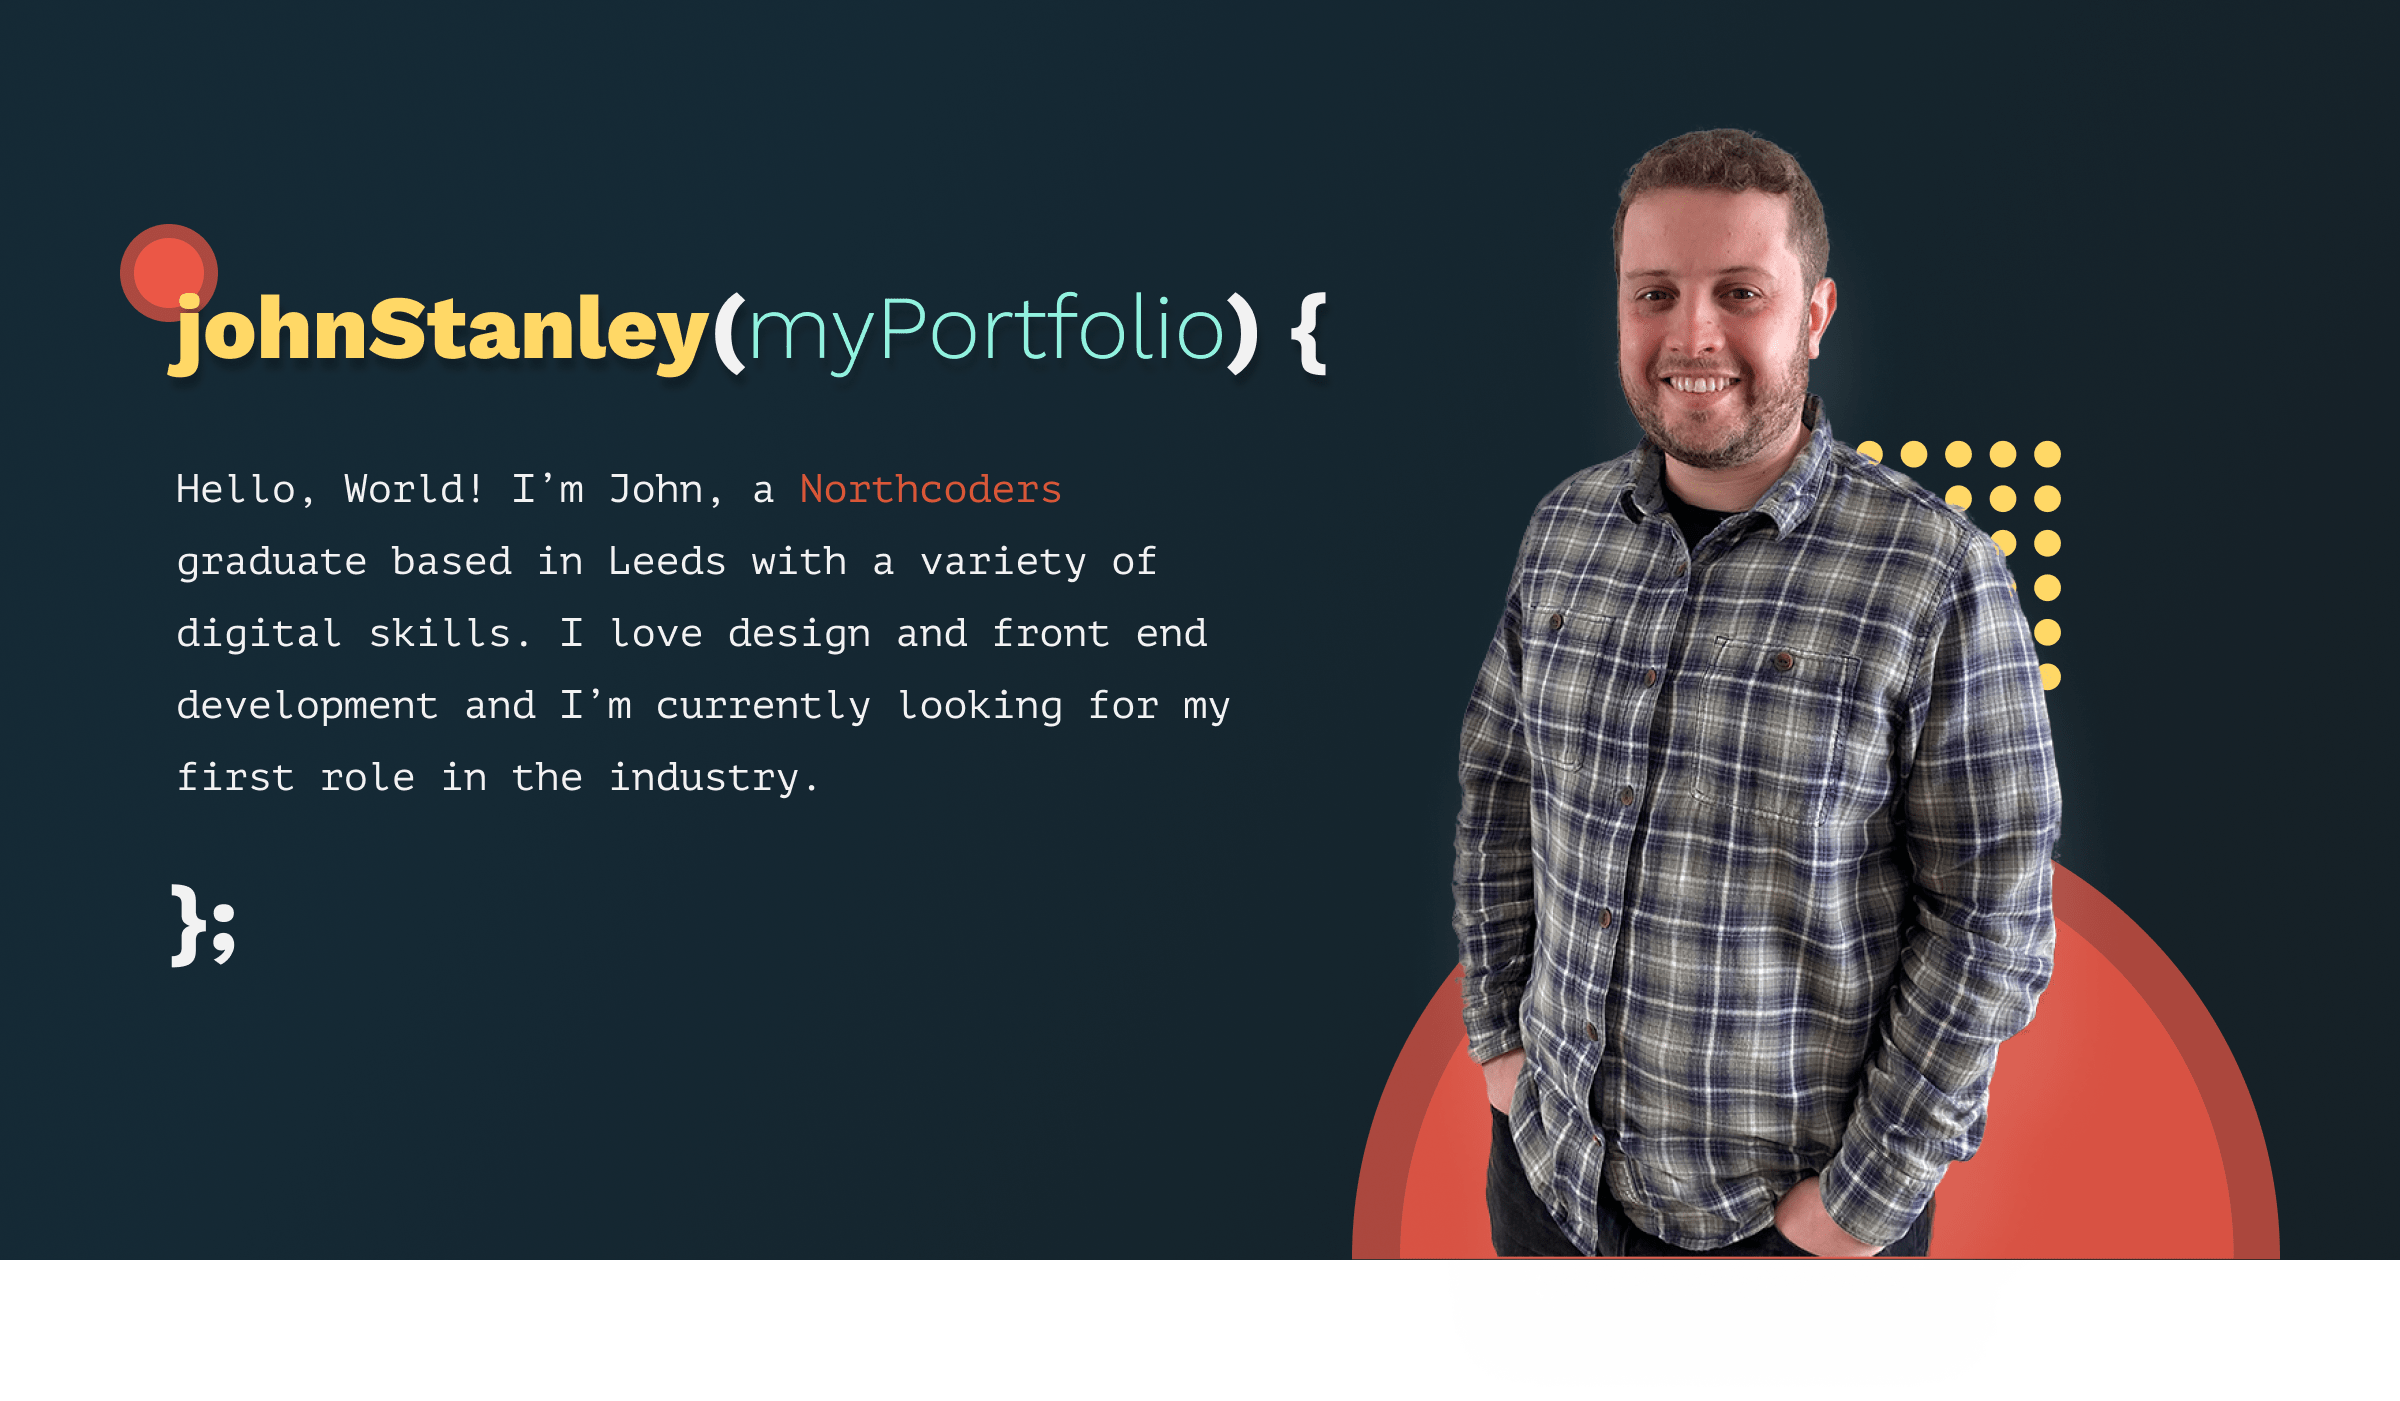 johnStanley(myPortfolio) {
Hello, World! I’m John, a Northcoders
graduate based in Leeds with a variety of
digital skills. I love design and front end
development and I’m currently looking for my
first role in the industry.
};